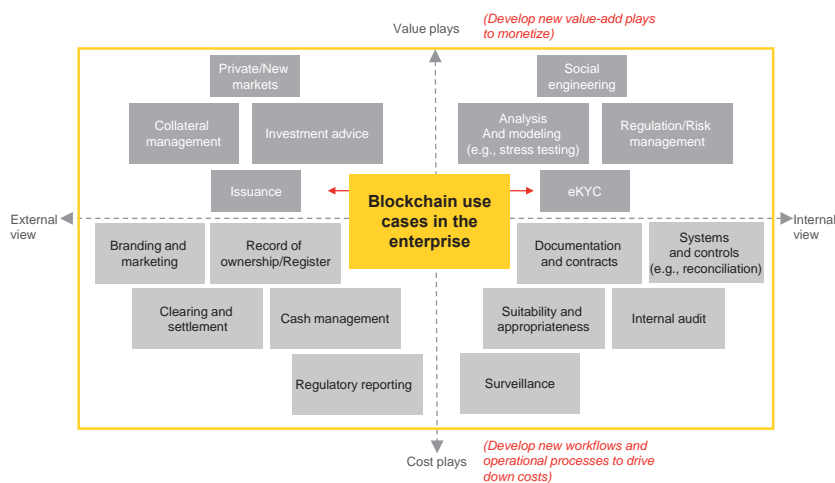 Value plays
(Develop new value-add plays
to monetize)
Private/New
markets
Social
engineering
Collateral
management
Investment advice
Analysis
And modeling
(e.g., stress testing)
Regulation/Risk
management
Issuance
Blockchain use
cases in the
enterprise
eKYC
External
view
Internal
view
Branding and
marketing
Record of
ownership/Register
Documentation
and contracts
Systems
and controls
(e.g., reconciliation)
Clearing and
settlement
Cash management
Suitability and
appropriateness
Internal audit
Regulatory reporting
Surveillance
Cost plays
(Develop new workflows and
operational processes to drive
down costs)